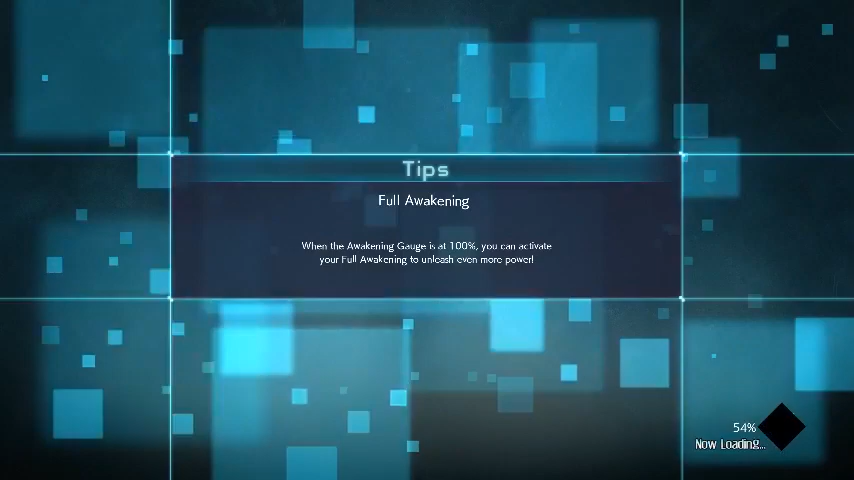 Tips
Full Awakening
When the Awakening Gauge is at 100%, you can activate
your Full Awakening to unleash even more power!
54%
Now Loading...